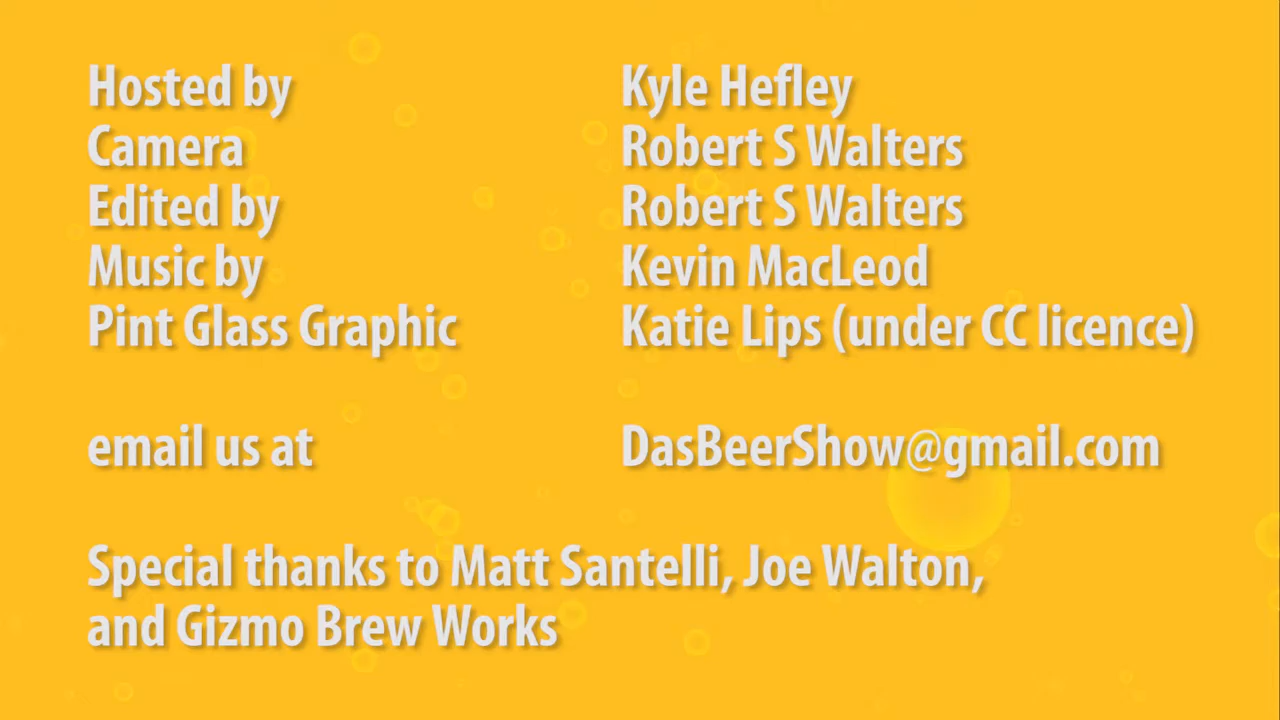 Hosted by Kyle Hefley
Camera Robert S Walters
Edited by Robert S Walters
Music by Kevin MacLeod
Pint Glass Graphic Katie Lips (under CC licence)
email us at DasBeerShow@gmail.com
Special thanks to Matt Santelli, Joe Walton,
and Gizmo Brew Works